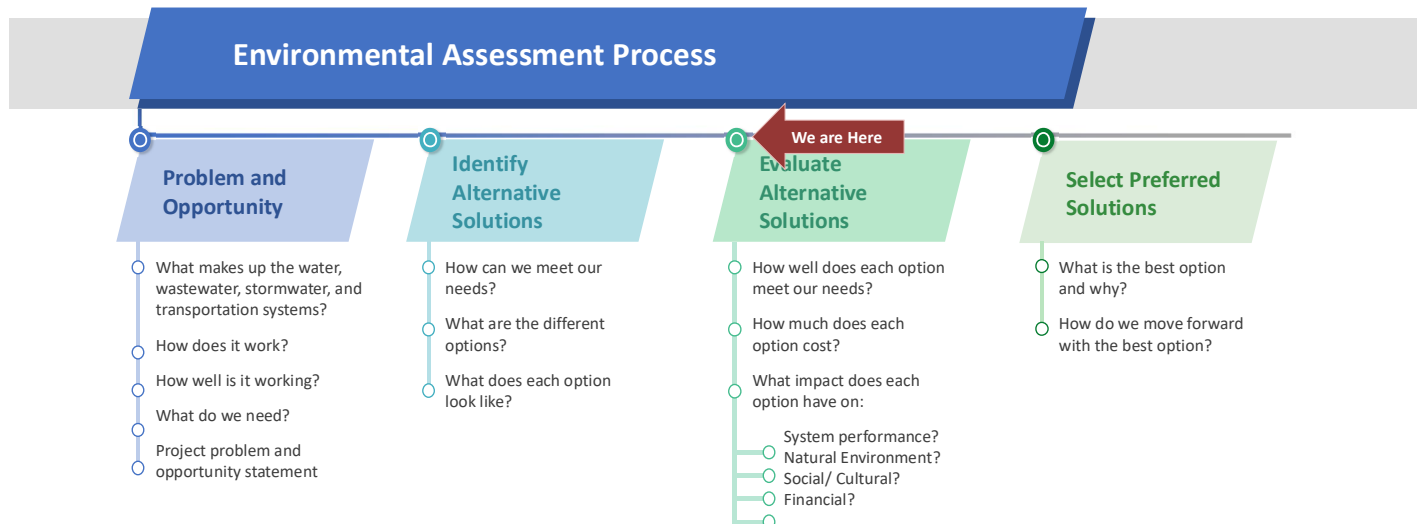 Environmental Assessment Process
We are Here
Problem and
Opportunity
What makes up the water,
wastewater, stormwater, and
transportation systems?
How does it work?
How well is it working?
What do we need?
Project problem and
opportunity statement
Identify
Alternative
Solutions
How can we meet our
needs?
What are the different
options?
What does each option
look like?
Evaluate
Alternative
Solutions
How well does each option
meet our needs?
How much does each
option cost?
What impact does each
option have on:
System performance?
Natural Environment?
Social/ Cultural?
Financial?
Select Preferred
Solutions
What is the best option
and why?
How do we move forward
with the best option?